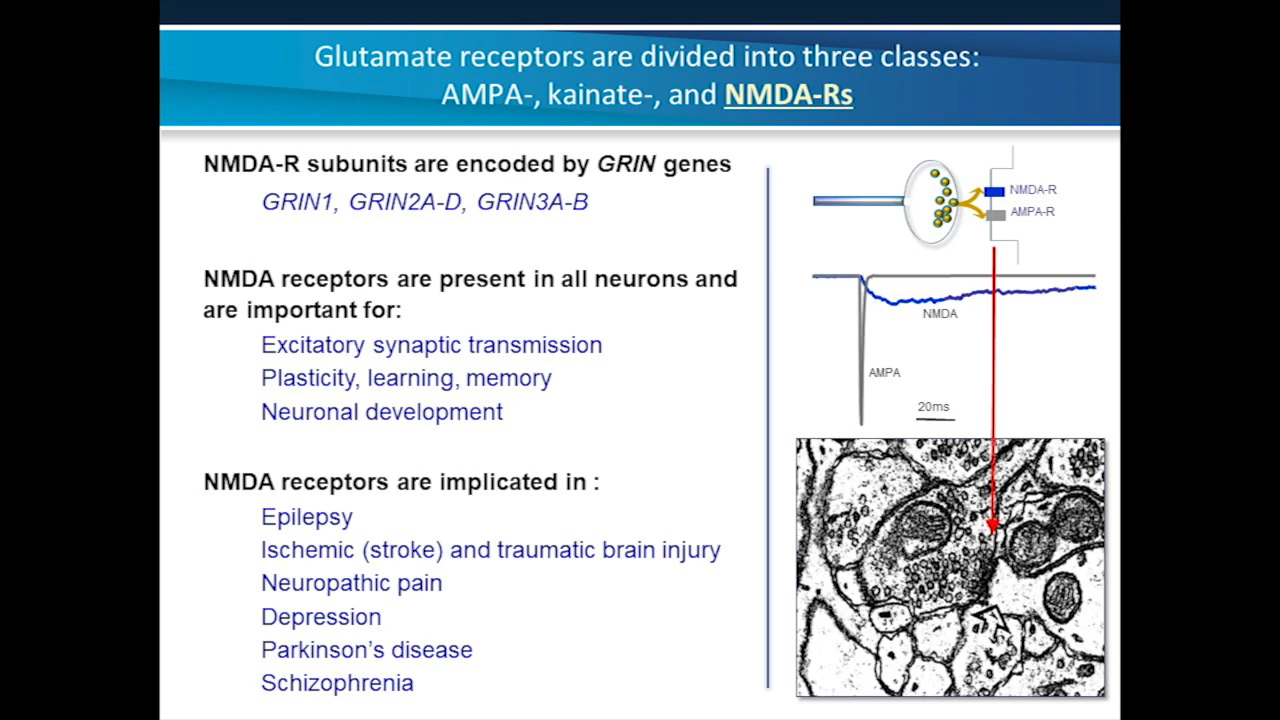 Glutamate receptors are divided into three classes:
AMPA-, kainate-, and NMDA-Rs
NMDA-R subunits are encoded by GRIN genes
GRIN1, GRIN2A-D, GRIN3A-B
NMDA receptors are present in all neurons and
are important for:
Excitatory synaptic transmission
Plasticity, learning, memory
Neuronal development
NMDA receptors are implicated in :
Epilepsy
Ischemic (stroke) and traumatic brain injury
Neuropathic pain
Depression
Parkinson's disease
Schizophrenia
NMDA-R
AMPA-R
NMDA
AMPA
20ms